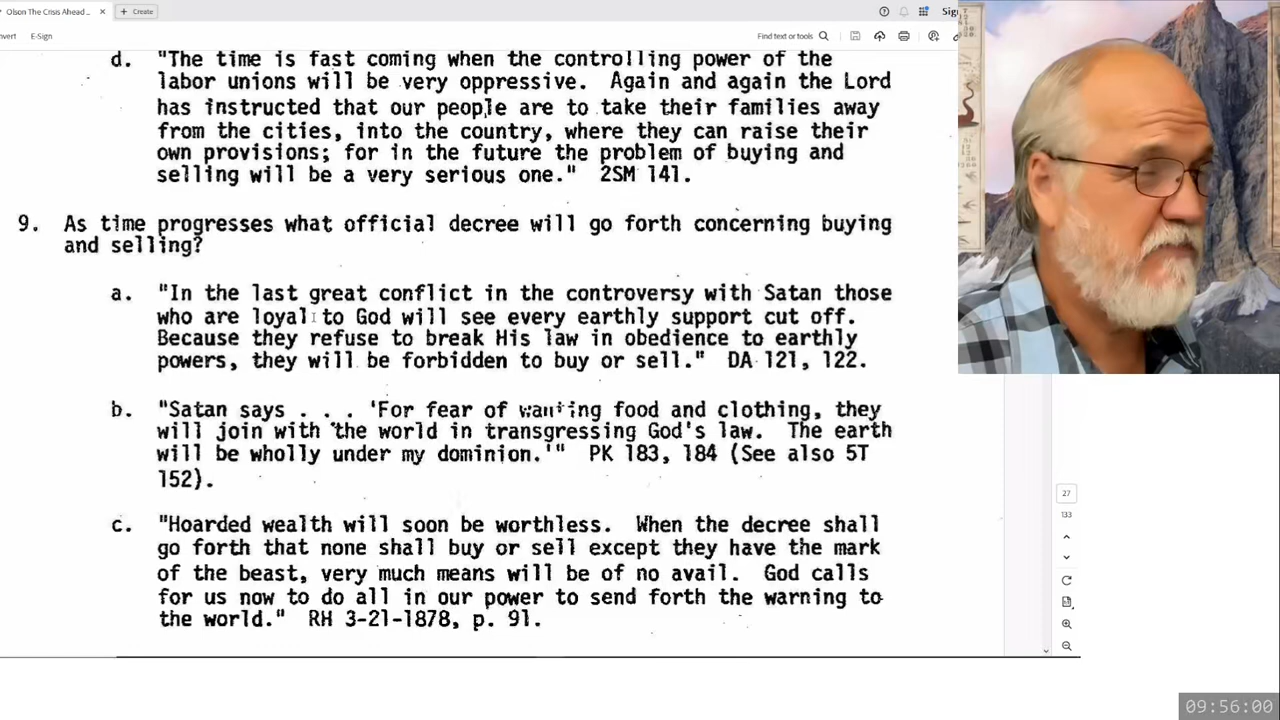 Olson The Crisis Ahead ...
Create
Sig
nvert
E-Sign
Find text or tools
d. "The time is fast coming when the controlling power of the
labor unions will be very oppressive. Again and again the Lord
has instructed that our people are to take their families away
from the cities, into the country, where they can raise their
own provisions; for in the future the problem of buying and
selling will be a very serious one." 2SM 141.
9. As time progresses what official decree will go forth concerning buying
and selling?
a. "In the last great conflict in the controversy with Satan those
who are loyal to God will see every earthly support cut off.
Because they refuse to break His law in obedience to earthly
powers, they will be forbidden to buy or sell." DA 121, 122.
b. "Satan says . . . 'For fear of wanting food and clothing, they
will join with the world in transgressing God's law. The earth
will be wholly under my dominion.'" PK 183, 184 (See also 5T
152).
c. "Hoarded wealth will soon be worthless. When the decree shall
go forth that none shall buy or sell except they have the mark
of the beast, very much means will be of no avail. God calls
for us now to do all in our power to send forth the warning to
the world." RH 3-21-1878, p. 91.
27
133
09:56:00